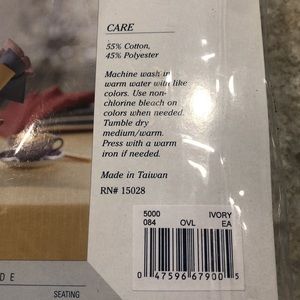 CARE
55% Cotton,
45% Polyester
Machine wash in
warm water with like
colors. Use non-
chlorine bleach on
colors when needed.
Tumble dry
medium/warm.
Press with a warm
iron if needed.
Made in Taiwan
RN# 15028
5000 IVORY
084 OVL EA
0 47596 67900 5
D E
SEATING